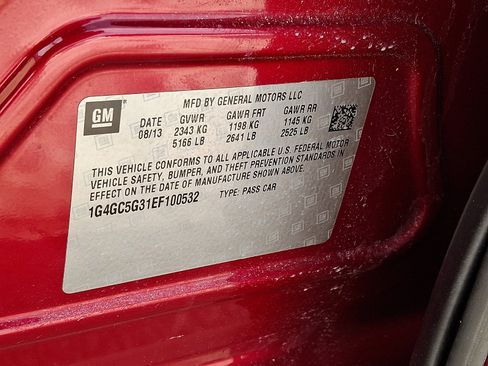 GM
MFD BY GENERAL MOTORS LLC
DATE GVWR GAWR FRT GAWR RR
08/13 2343 KG 1198 KG 1145 KG
5166 LB 2641 LB 2525 LB
THIS VEHICLE CONFORMS TO ALL APPLICABLE U.S. FEDERAL MOTOR
VEHICLE SAFETY, BUMPER, AND THEFT PREVENTION STANDARDS IN
EFFECT ON THE DATE OF MANUFACTURE SHOWN ABOVE.
1G4GC5G31EF100532 TYPE: PASS CAR